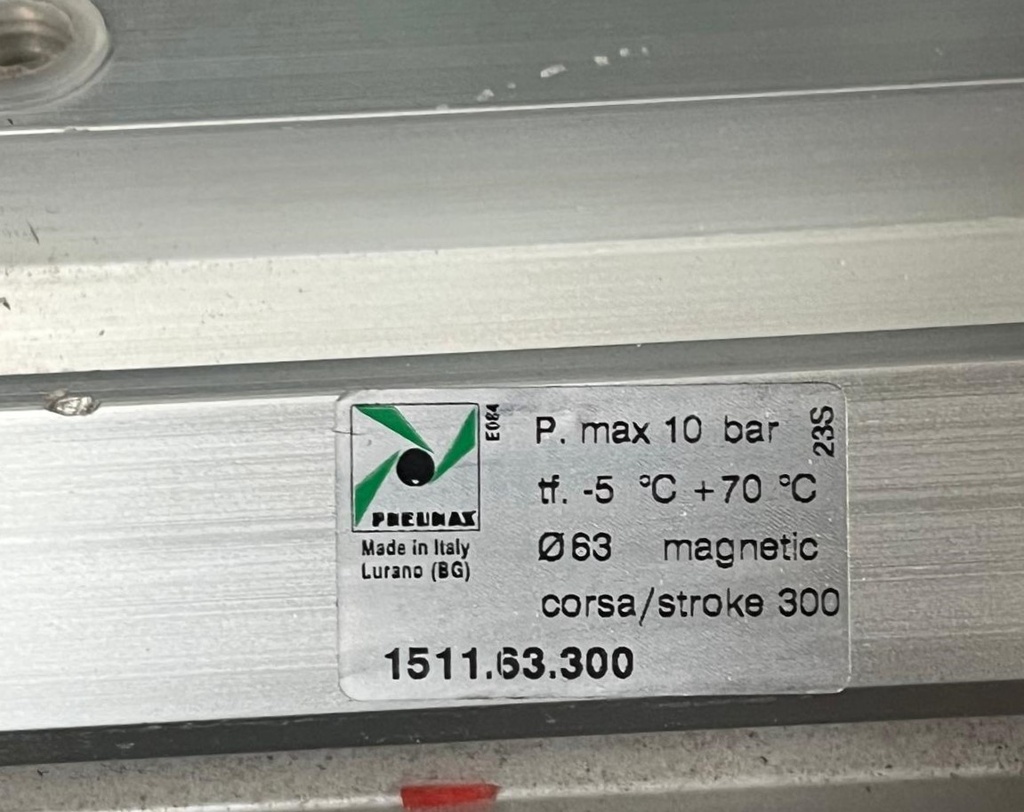 PNEUMAX
E084
Made in Italy
Lurano (BG)
P. max 10 bar
23S
tf. -5 °C +70 °C
Ø63 magnetic
corsa/stroke 300
1511.63.300